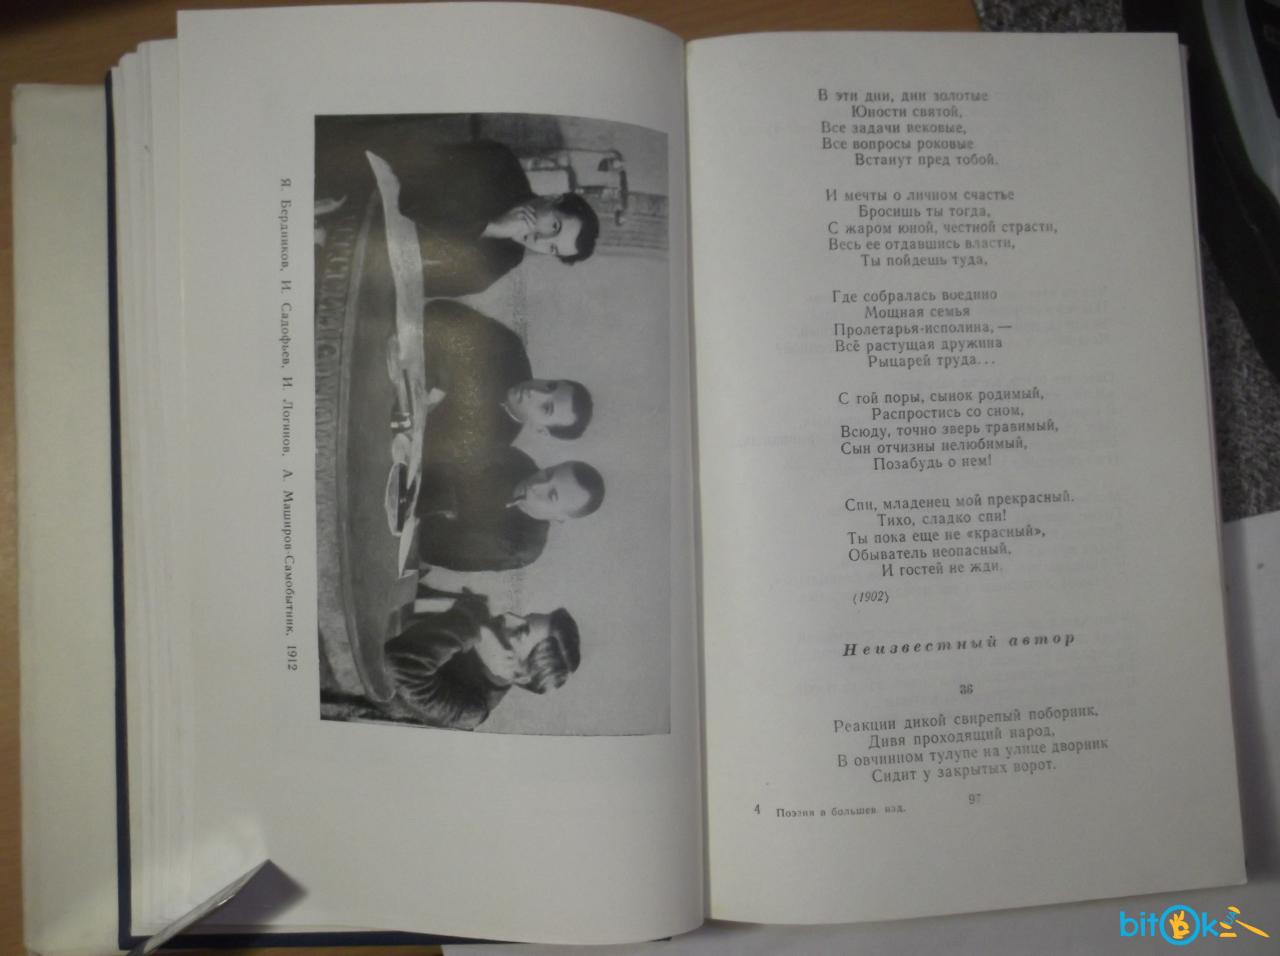 Я. Бердников, И. Садофьев, И. Логинов, А. Маширов-Самобытник, 1912
В эти дни, дни золотые
Юности святой,
Все задачи вековые,
Все вопросы роковые
Встанут пред тобой.
И мечты о личном счастье
Бросишь ты тогда,
С жаром юной, честной страсти,
Весь ее отдавшись власти,
Ты пойдешь туда,
Где собралась воедино
Мощная семья
Пролетарья-исполина, —
Всё растущая дружина
Рыцарей труда...
С той поры, сынок родимый,
Распростись со сном,
Всюду, точно зверь травимый,
Сын отчизны нелюбимый,
Позабудь о нем!
Спи, младенец мой прекрасный.
Тихо, сладко спи!
Ты пока еще не «красный»,
Обыватель неопасный,
И гостей не жди.
⟨1902⟩
Неизвестный автор
36
Реакции дикой свирепый поборник,
Дивя проходящий народ,
В овчинном тулупе на улице дворник
Сидит у закрытых ворот.
97
4 Поэзия в большев. изд.
bitOk